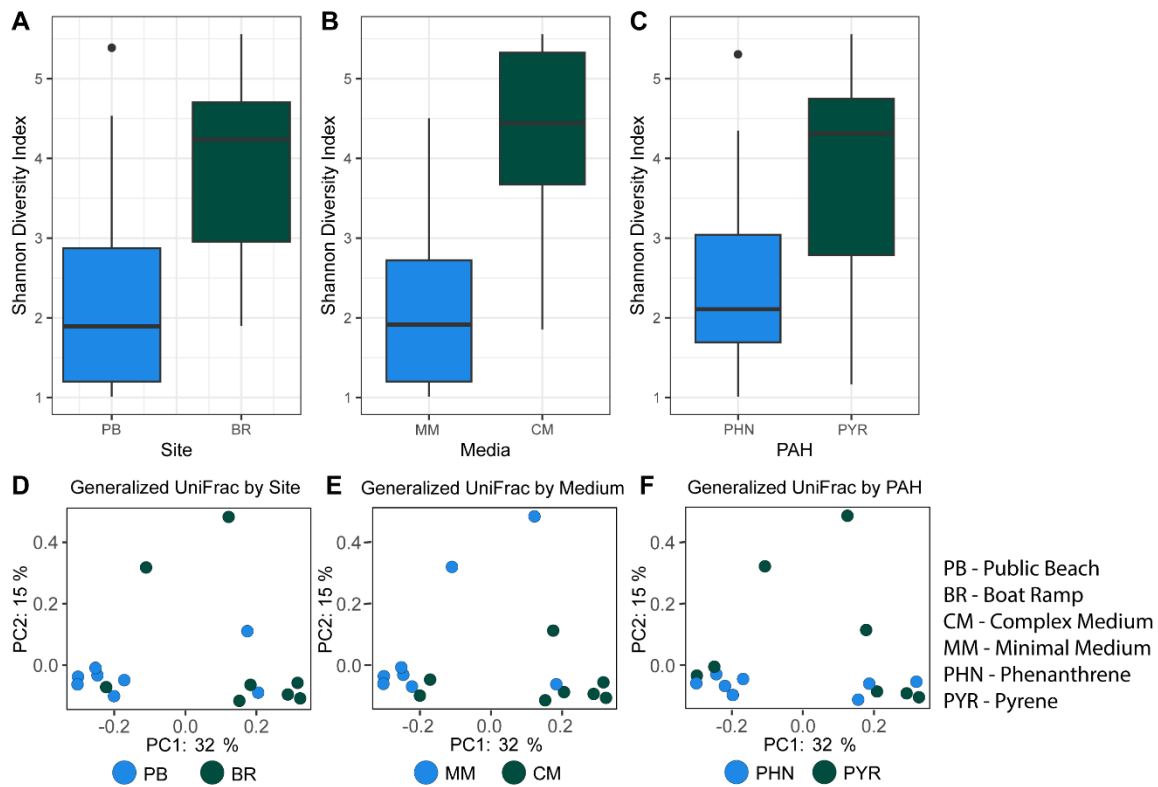 A
B
C
Shannon Diversity Index
5
4
3
2
1
PB
BR
Site
Shannon Diversity Index
5
4
3
2
1
MM
CM
Media
Shannon Diversity Index
5
4
3
2
1
PHN
PYR
PAH
D Generalized UniFrac by Site
PC2: 15 %
0.4
0.2
0.0
-0.2 0.0 0.2
PC1: 32 %
PB BR
E Generalized UniFrac by Medium
PC2: 15 %
0.4
0.2
0.0
-0.2 0.0 0.2
PC1: 32 %
MM CM
F Generalized UniFrac by PAH
PC2: 15 %
0.4
0.2
0.0
-0.2 0.0 0.2
PC1: 32 %
PHN PYR
PB - Public Beach
BR - Boat Ramp
CM - Complex Medium
MM - Minimal Medium
PHN - Phenanthrene
PYR - Pyrene